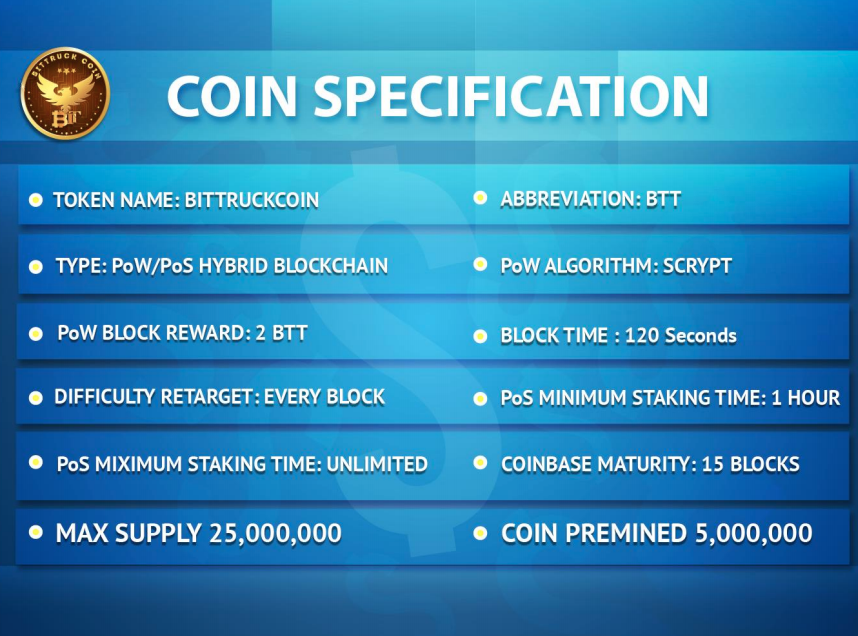 BITTRUCK COIN
BT
COIN SPECIFICATION
TOKEN NAME: BITTRUCKCOIN
ABBREVIATION: BTT
TYPE: PoW/PoS HYBRID BLOCKCHAIN
PoW ALGORITHM: SCRYPT
PoW BLOCK REWARD: 2 BTT
BLOCK TIME : 120 Seconds
DIFFICULTY RETARGET: EVERY BLOCK
PoS MINIMUM STAKING TIME: 1 HOUR
PoS MIXIMUM STAKING TIME: UNLIMITED
COINBASE MATURITY: 15 BLOCKS
MAX SUPPLY 25,000,000
COIN PREMINED 5,000,000